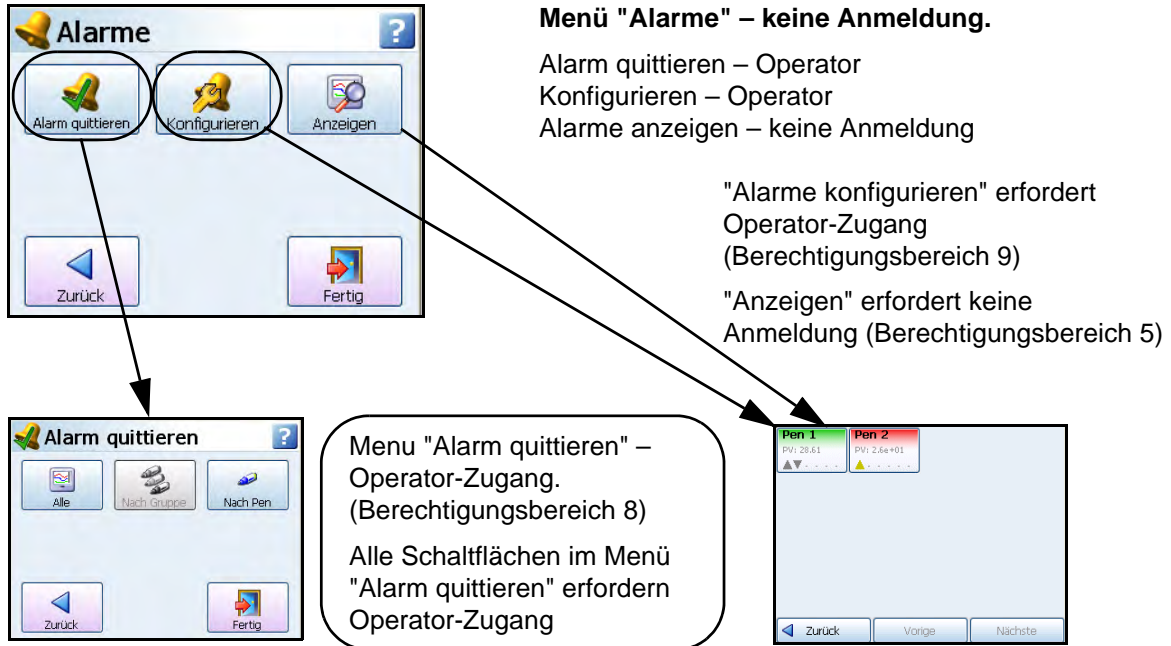 Alarme
?
Alarm quittieren
Konfigurieren
Anzeigen
Zurück
Fertig
Menü "Alarme" – keine Anmeldung.
Alarm quittieren – Operator
Konfigurieren – Operator
Alarme anzeigen – keine Anmeldung
"Alarme konfigurieren" erfordert
Operator-Zugang
(Berechtigungsbereich 9)
"Anzeigen" erfordert keine
Anmeldung (Berechtigungsbereich 5)
Alarm quittieren
?
Alle
Nach Gruppe
Nach Pen
Zurück
Fertig
Menu "Alarm quittieren" –
Operator-Zugang.
(Berechtigungsbereich 8)
Alle Schaltflächen im Menü
"Alarm quittieren" erfordern
Operator-Zugang
Pen 1
PV: 28.61
Pen 2
PV: 2.6e+01
Zurück
Vorige
Nächste